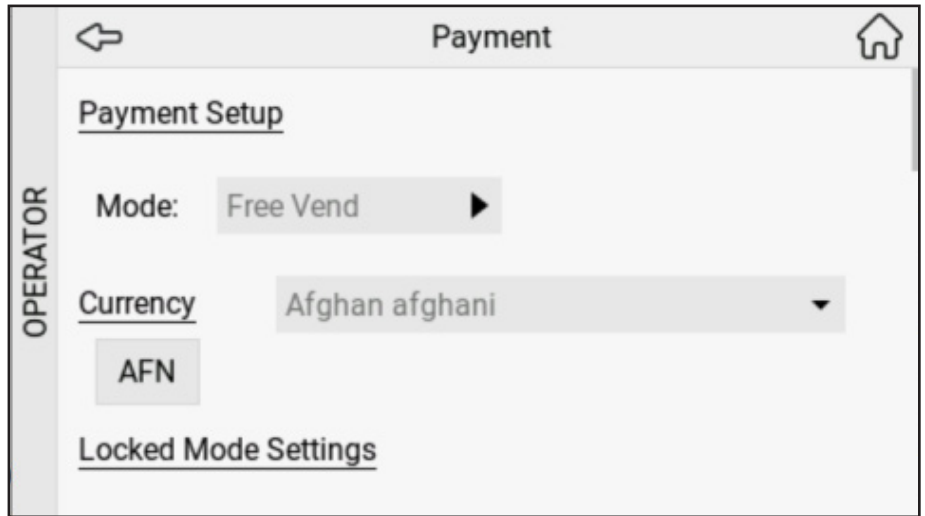 Payment
OPERATOR
Payment Setup
Mode: Free Vend
Currency Afghan afghani
AFN
Locked Mode Settings